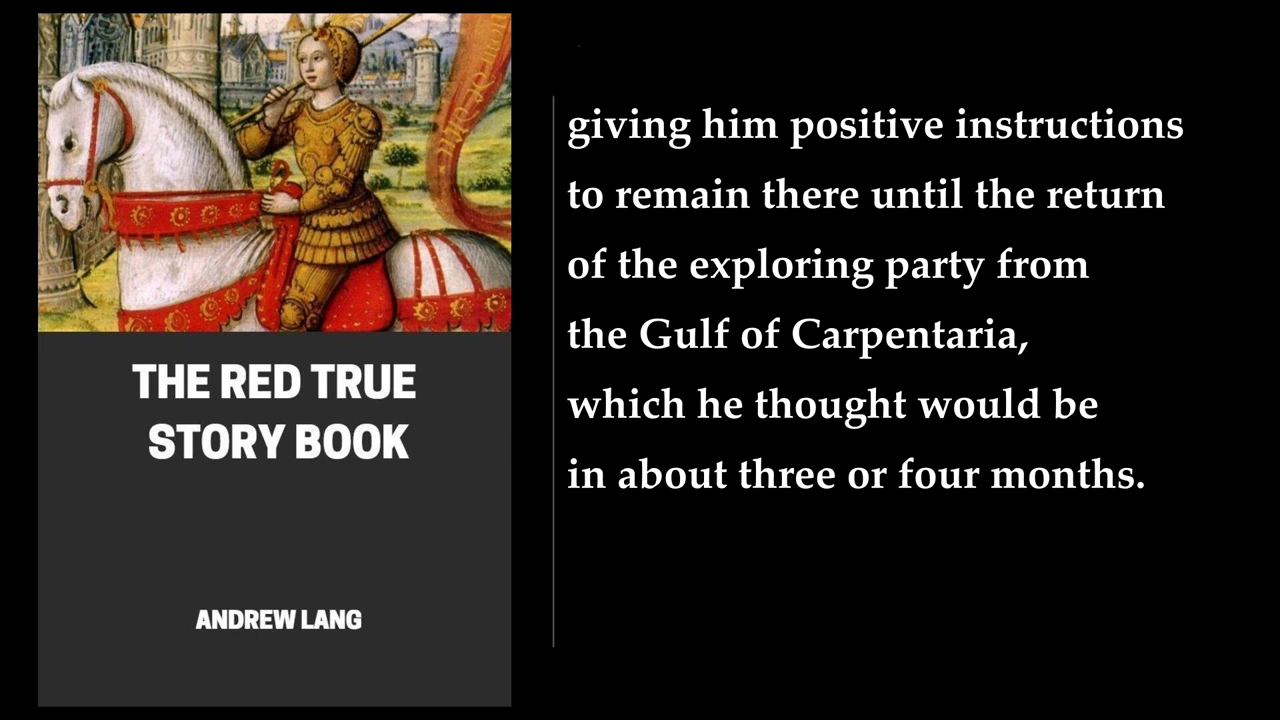 THE RED TRUE
STORY BOOK
ANDREW LANG
giving him positive instructions
to remain there until the return
of the exploring party from
the Gulf of Carpentaria,
which he thought would be
in about three or four months.